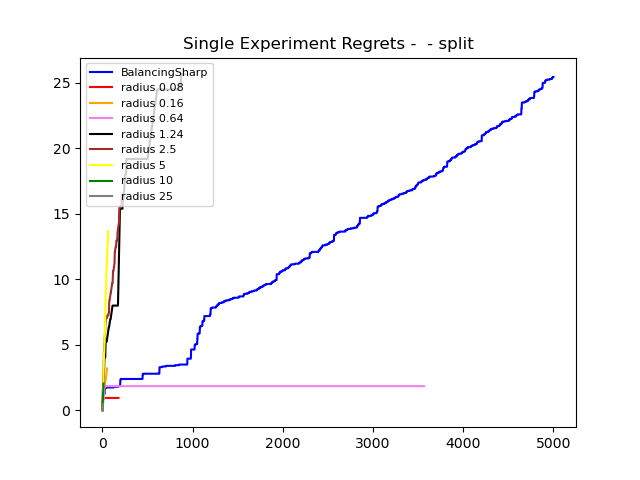 Single Experiment Regrets -  - split
BalancingSharp
radius 0.08
radius 0.16
radius 0.64
radius 1.24
radius 2.5
radius 5
radius 10
radius 25
25
20
15
10
5
0
0 1000 2000 3000 4000 5000